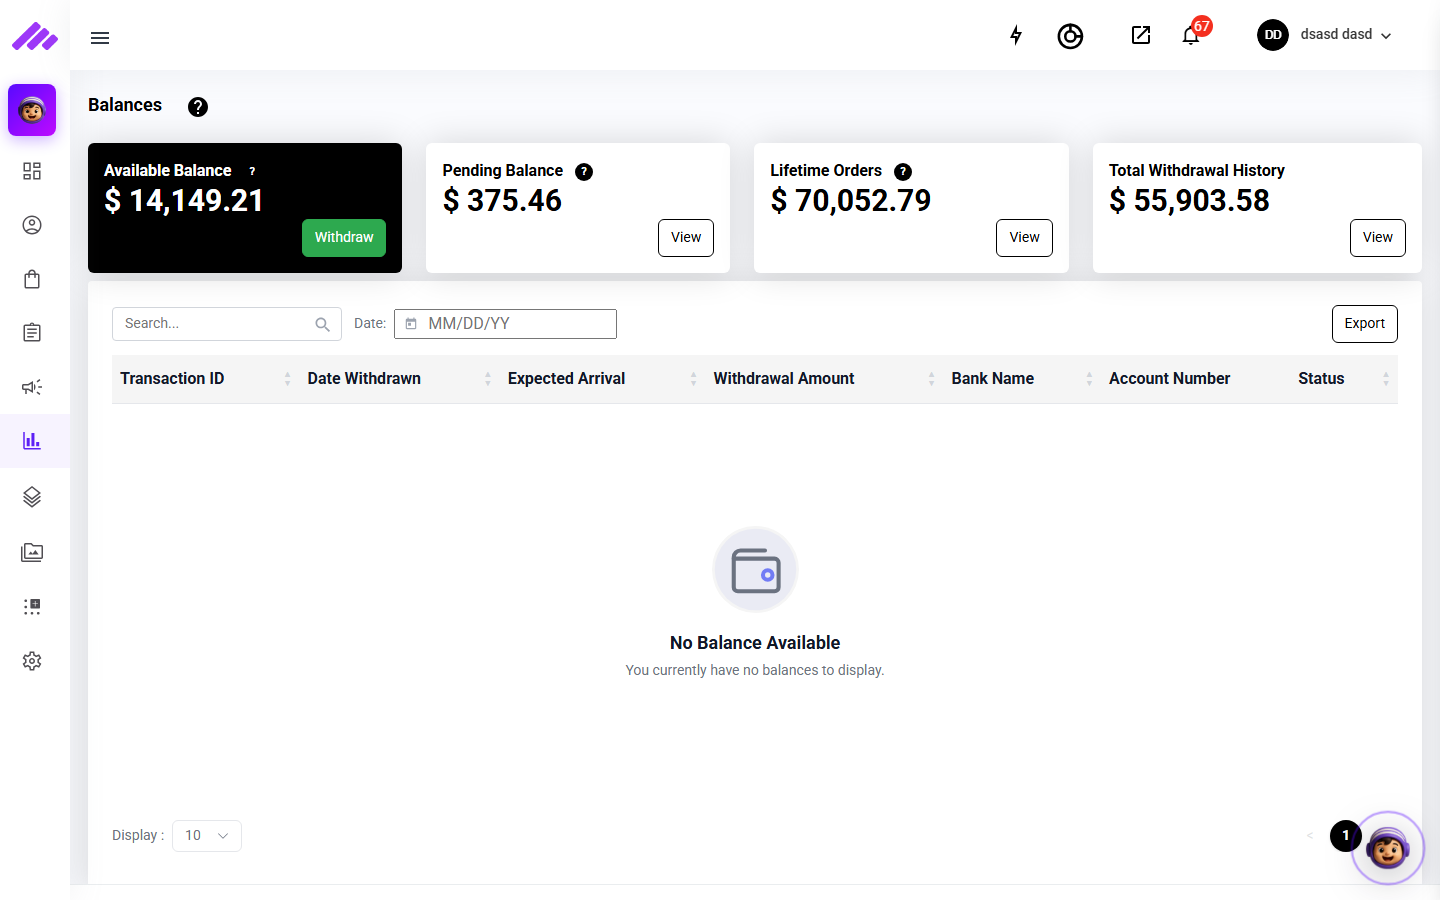 67
DD
dsasd dasd
Balances ?
Available Balance ?
$ 14,149.21
Withdraw
Pending Balance ?
$ 375.46
View
Lifetime Orders ?
$ 70,052.79
View
Total Withdrawal History
$ 55,903.58
View
Search...
Date: MM/DD/YY
Export
Transaction ID Date Withdrawn Expected Arrival Withdrawal Amount Bank Name Account Number Status
No Balance Available
You currently have no balances to display.
Display : 10
< 1